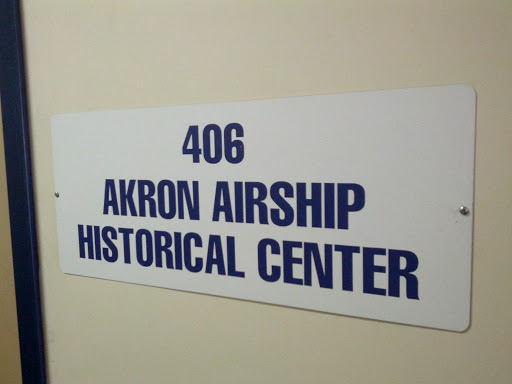 406
AKRON AIRSHIP
HISTORICAL CENTER